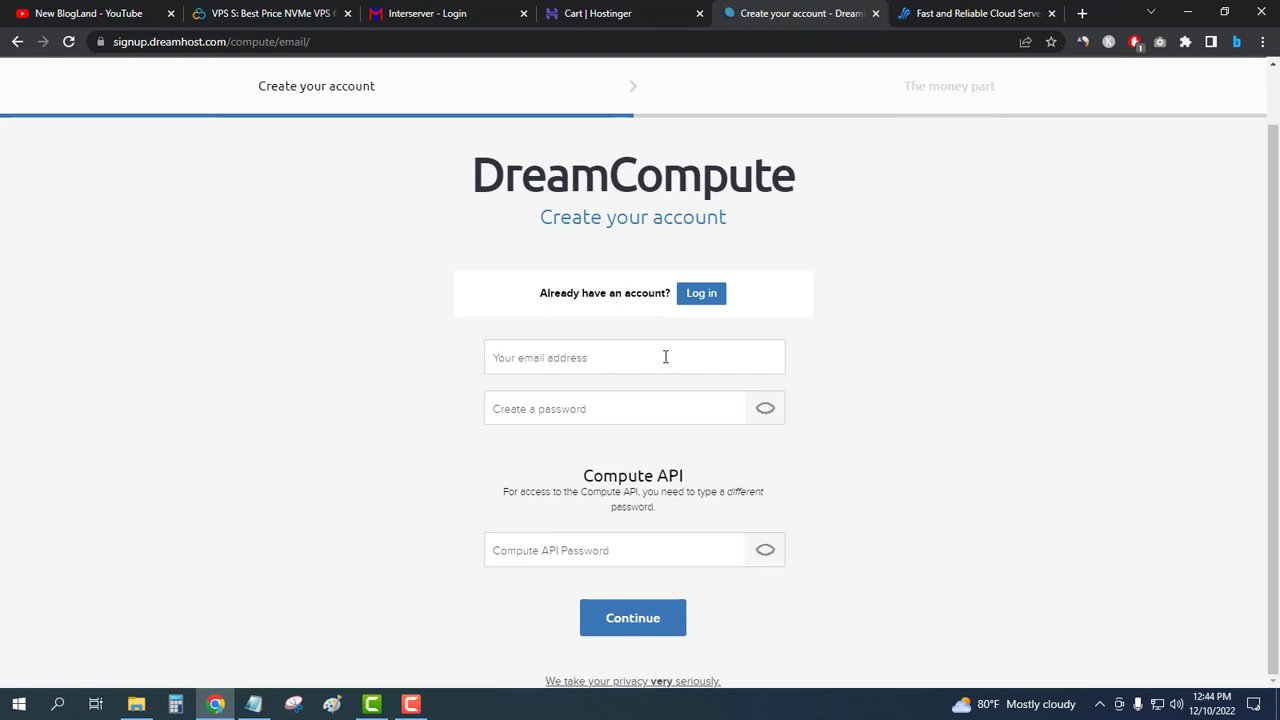 New BlogLand - YouTube
VPS S: Best Price NVMe VPS f
Interserver - Login
Cart | Hostinger
Create your account - Dream
Fast and Reliable Cloud Serve
signup.dreamhost.com/compute/email/
1
Create your account
The money part
DreamCompute
Create your account
Already have an account? Log in
Your email address
Create a password
Compute API
For access to the Compute API, you need to type a different
password.
Compute API Password
Continue
We take your privacy very seriously.
80°F Mostly cloudy
12:44 PM
12/10/2022